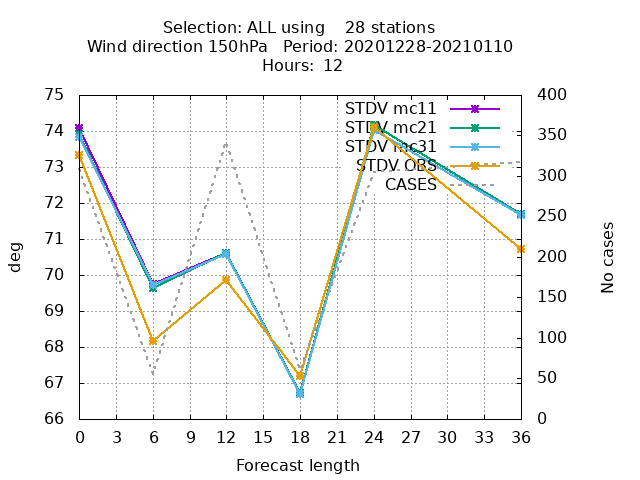 Selection: ALL using    28 stations
Wind direction 150hPa   Period: 20201228-20210110
Hours:  12
STDV mc11
STDV mc21
STDV mc31
STDV OBS
CASES
75
74
73
72
71
70
69
68
67
66
400
350
300
250
200
150
100
50
0
deg
No cases
0 3 6 9 12 15 18 21 24 27 30 33 36
Forecast length